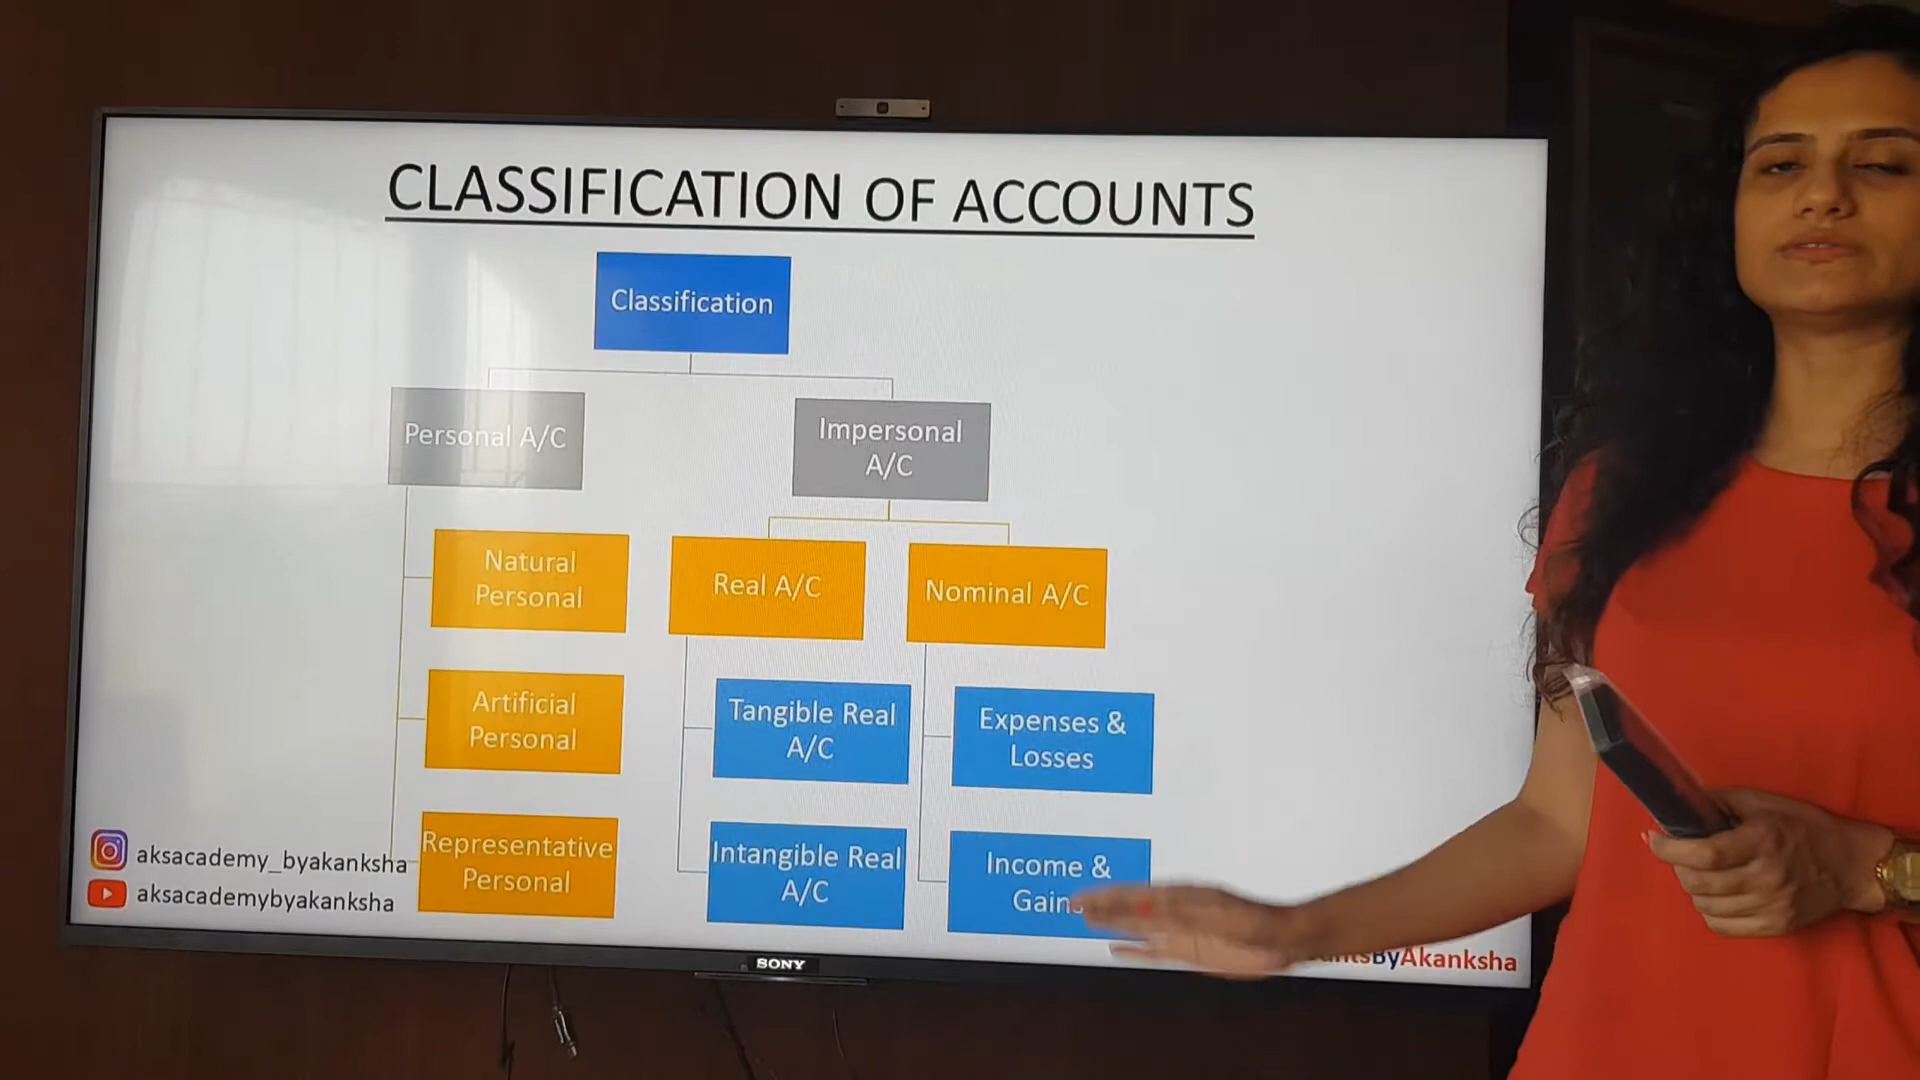 CLASSIFICATION OF ACCOUNTS
Classification
Personal A/C
Impersonal
A/C
Natural
Personal
Real A/C
Nominal A/C
Artificial
Personal
Tangible Real
A/C
Expenses &
Losses
Representative
Personal
Intangible Real
A/C
Income &
Gains
aksacademy_byakanksha
aksacademybyakanksha
ByAkanksha
SONY